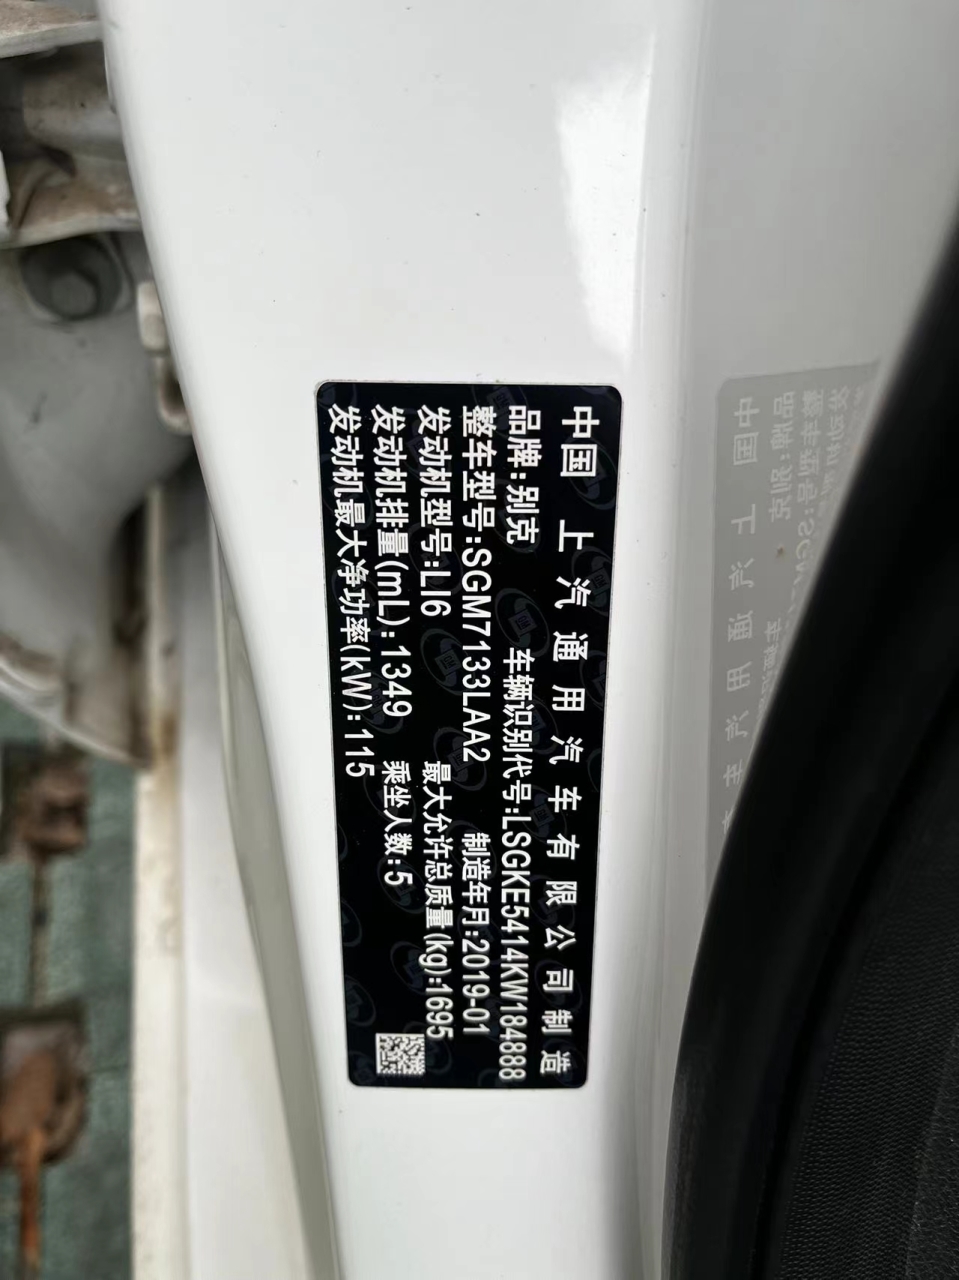 中国 上汽通用汽车有限公司制造
品牌:别克 车辆识别代号:LSGKE5414KW184888
整车型号:SGM7133LAA2 制造年月:2019-01
发动机型号:LI6 最大允许总质量(kg):1695
发动机排量(mL):1349 乘坐人数:5
发动机最大净功率(kW):115